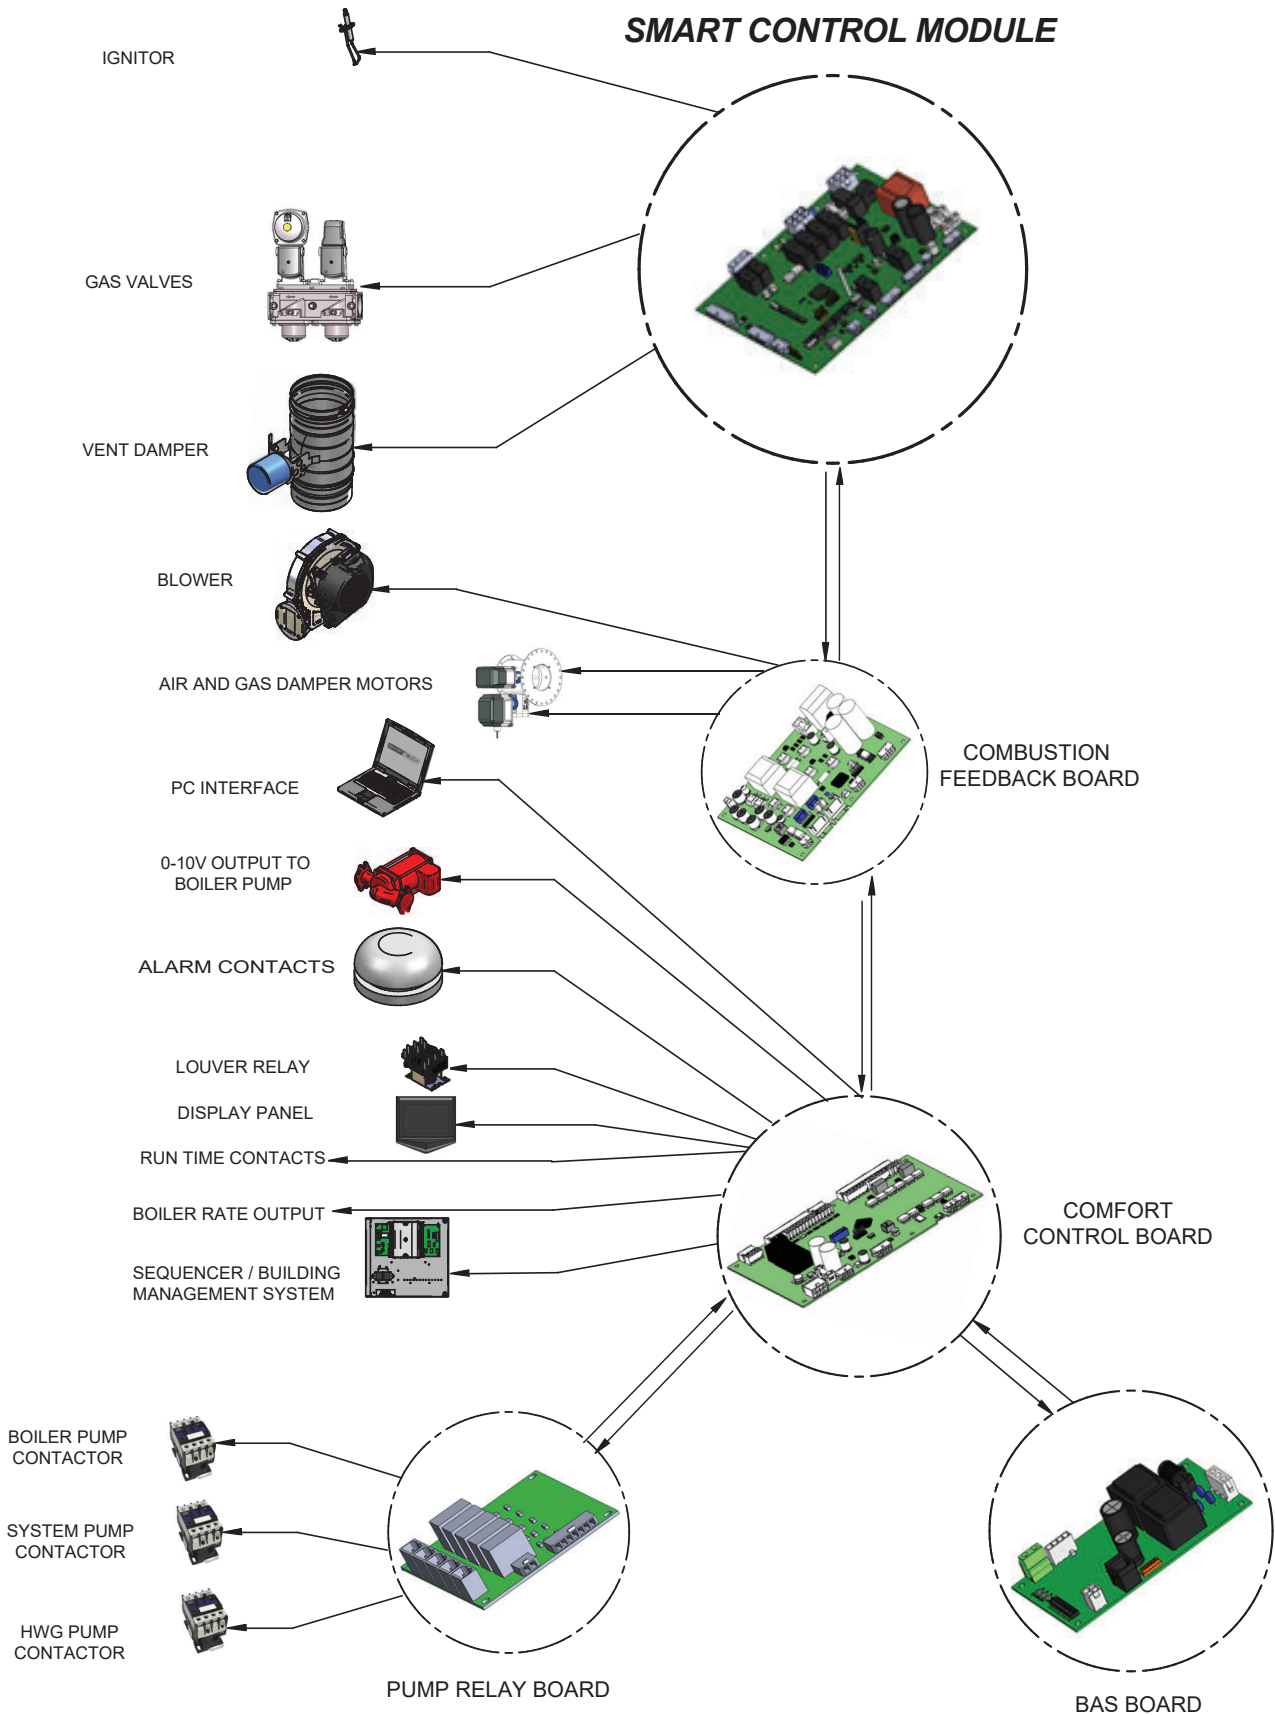 SMART CONTROL MODULE
IGNITOR
GAS VALVES
VENT DAMPER
BLOWER
AIR AND GAS DAMPER MOTORS
COMBUSTION
FEEDBACK BOARD
PC INTERFACE
0-10V OUTPUT TO
BOILER PUMP
ALARM CONTACTS
LOUVER RELAY
DISPLAY PANEL
RUN TIME CONTACTS
BOILER RATE OUTPUT
COMFORT
CONTROL BOARD
SEQUENCER / BUILDING
MANAGEMENT SYSTEM
BOILER PUMP
CONTACTOR
SYSTEM PUMP
CONTACTOR
HWG PUMP
CONTACTOR
PUMP RELAY BOARD
BAS BOARD